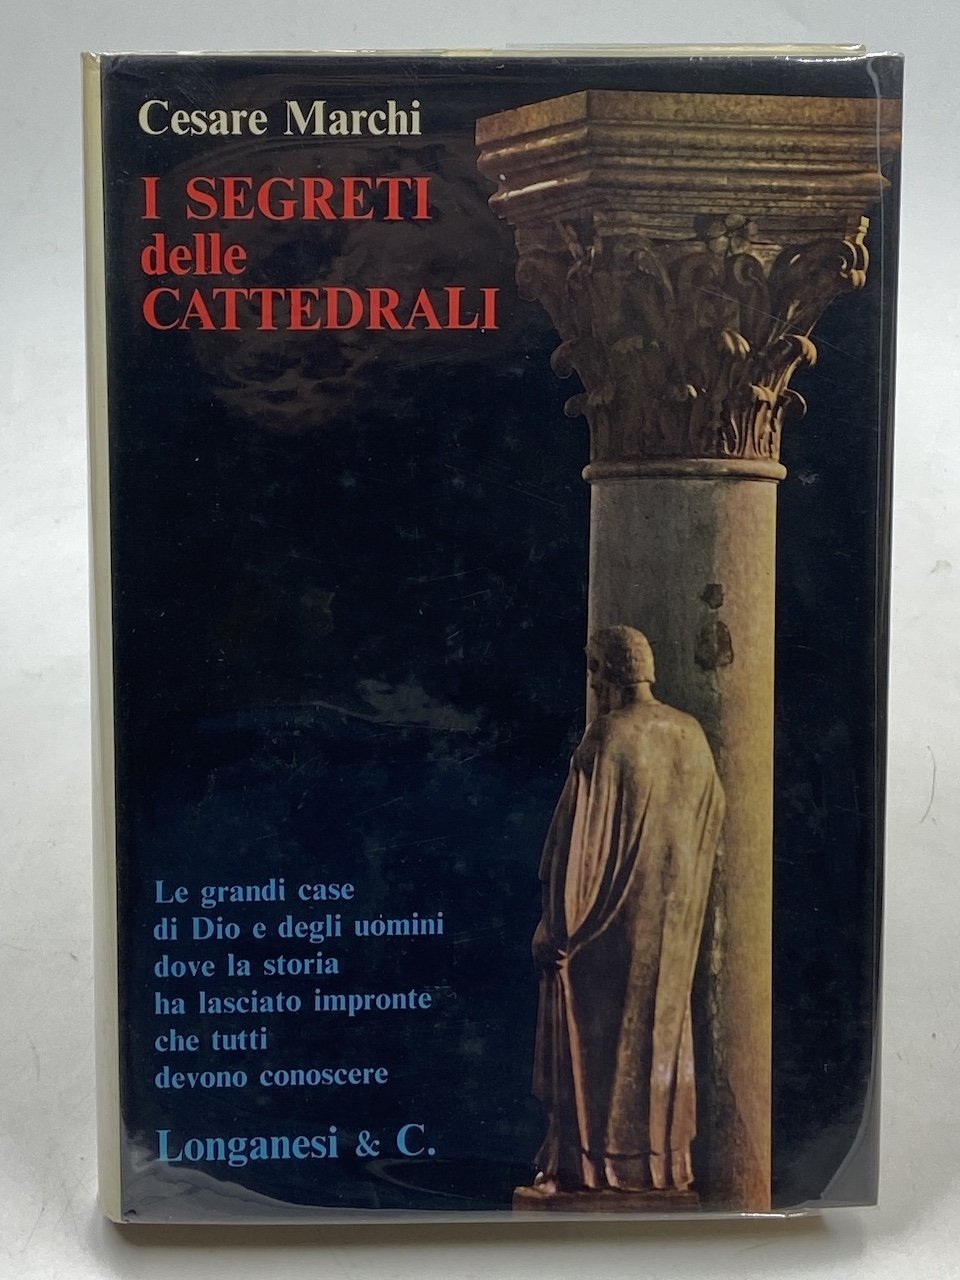 Cesare Marchi
I SEGRETI
delle
CATTEDRALI
Le grandi case
di Dio e degli uomini
dove la storia
ha lasciato impronte
che tutti
devono conoscere
Longanesi & C.